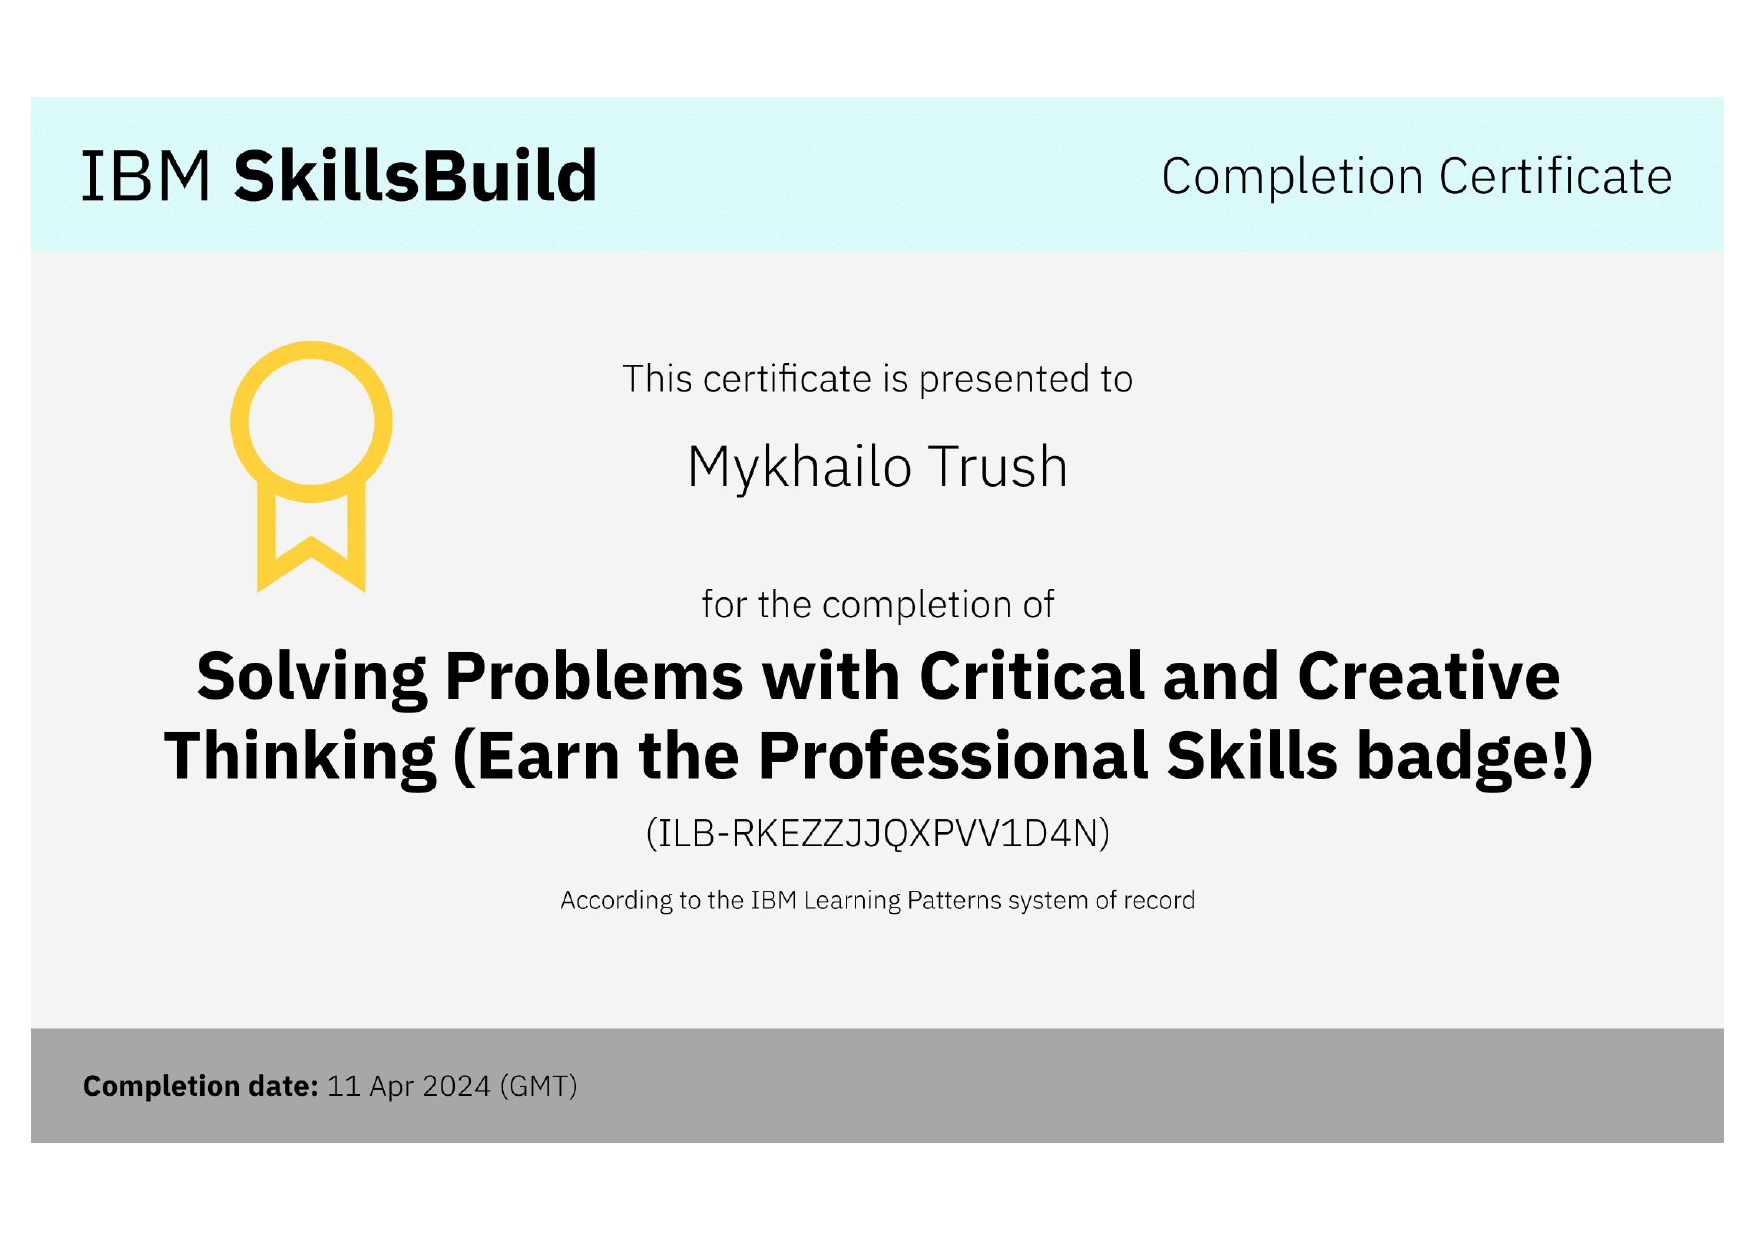 IBM SkillsBuild
Completion Certificate
This certificate is presented to
Mykhailo Trush
for the completion of
Solving Problems with Critical and Creative
Thinking (Earn the Professional Skills badge!)
(ILB-RKEZZJJQXPVV1D4N)
According to the IBM Learning Patterns system of record
Completion date: 11 Apr 2024 (GMT)